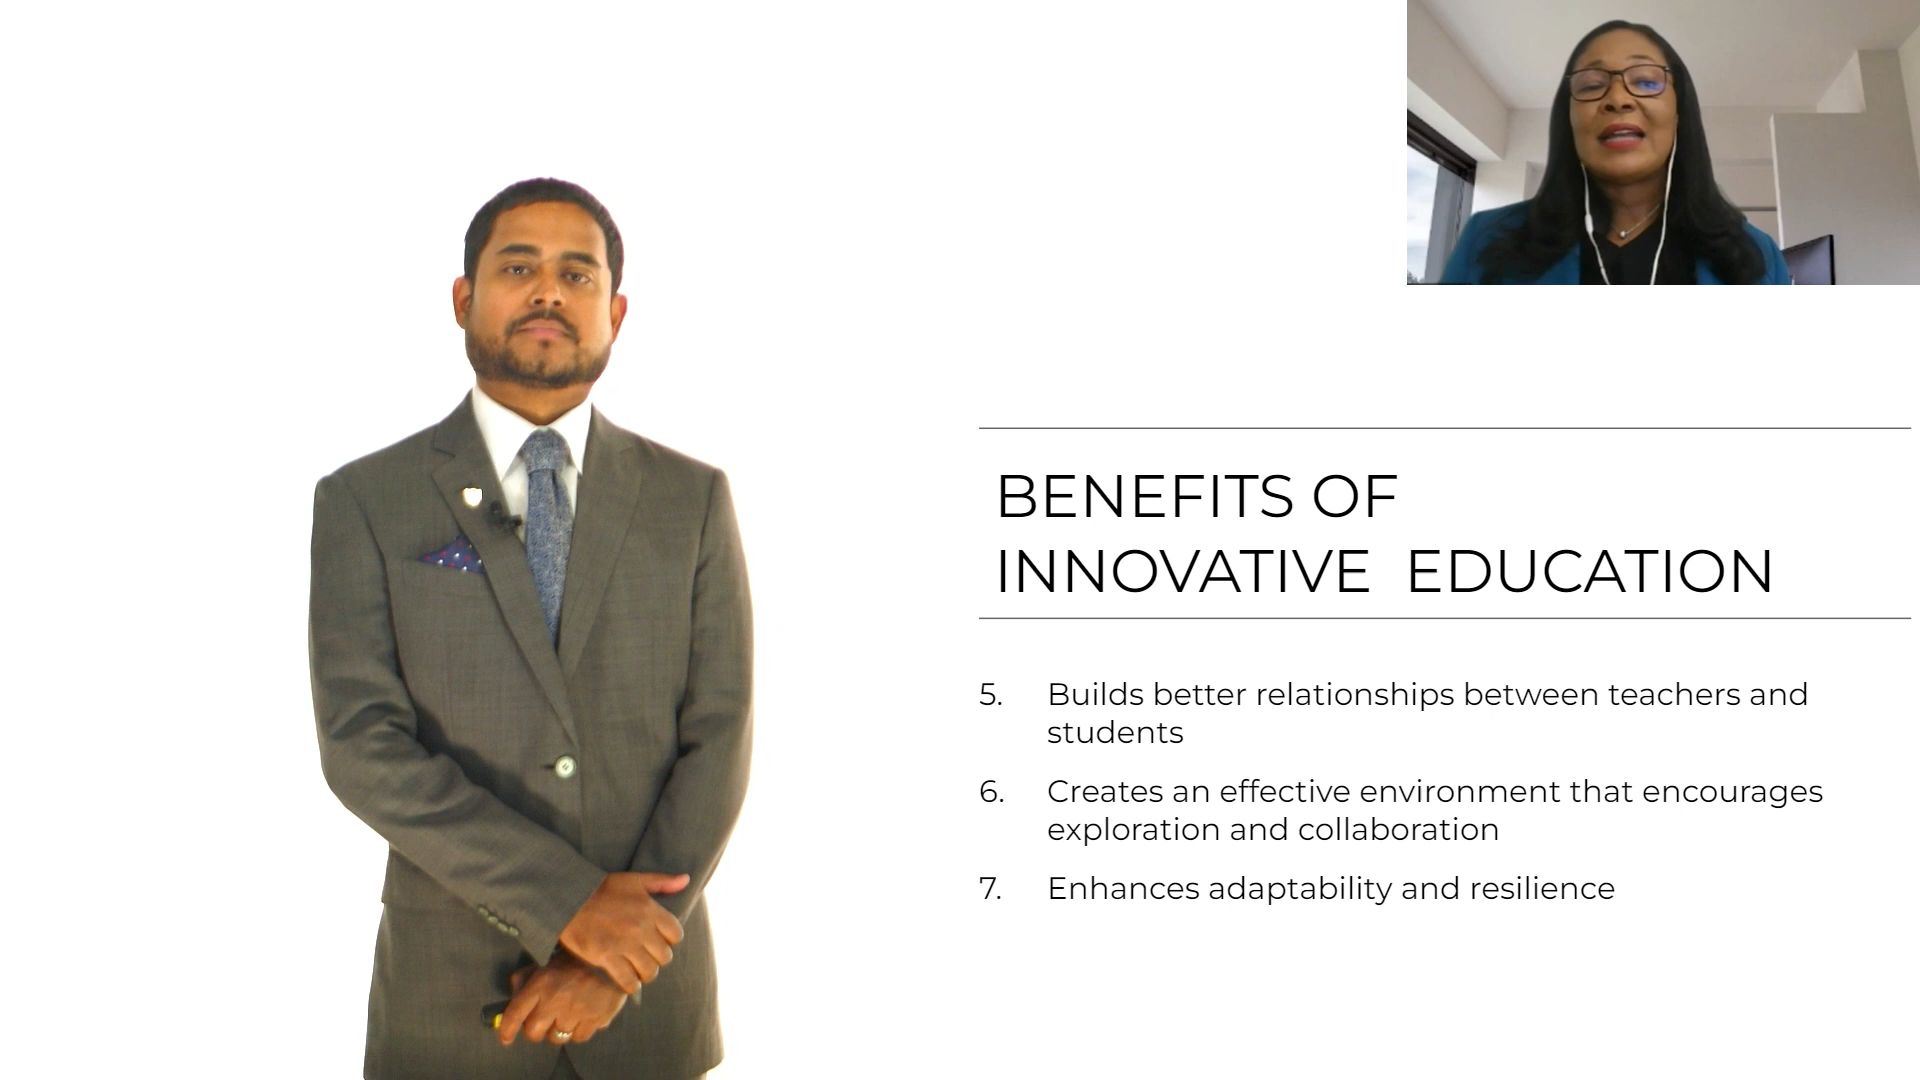 BENEFITS OF
INNOVATIVE EDUCATION
5. Builds better relationships between teachers and
students
6. Creates an effective environment that encourages
exploration and collaboration
7. Enhances adaptability and resilience